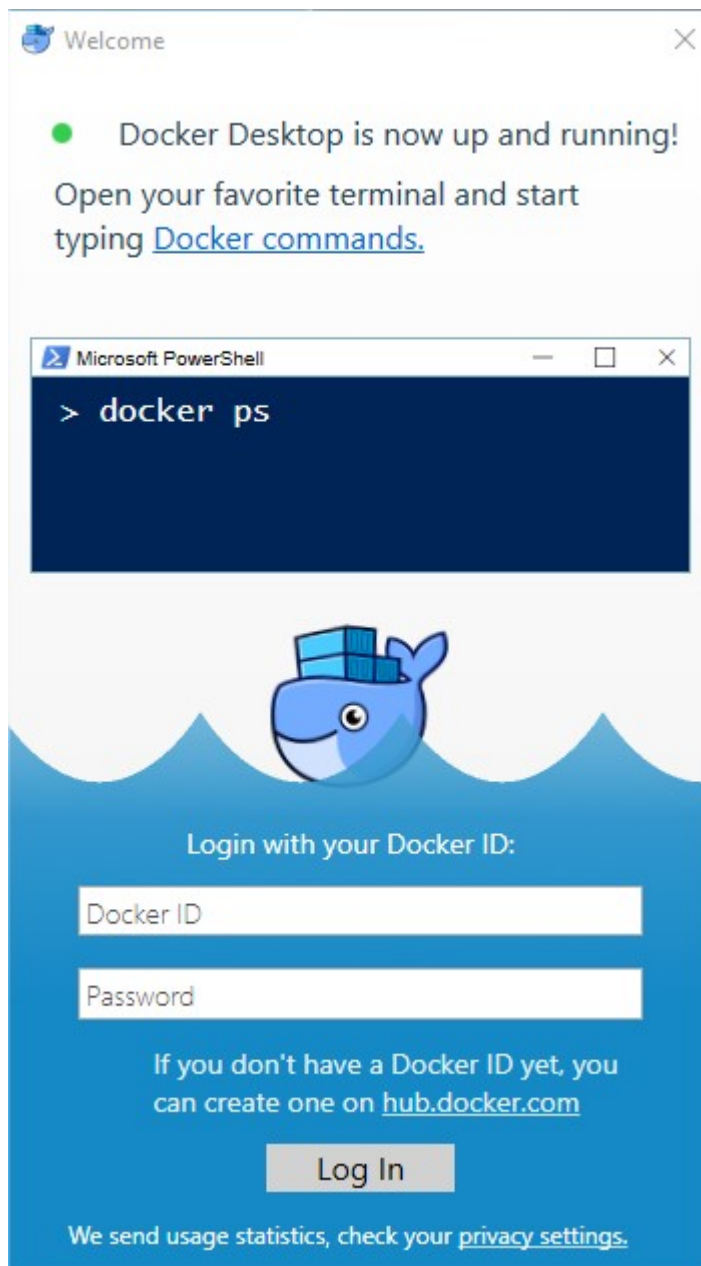 Welcome
Docker Desktop is now up and running!
Open your favorite terminal and start
typing Docker commands.
Microsoft PowerShell
> docker ps
Login with your Docker ID:
Docker ID
Password
If you don't have a Docker ID yet, you
can create one on hub.docker.com
Log In
We send usage statistics, check your privacy settings.